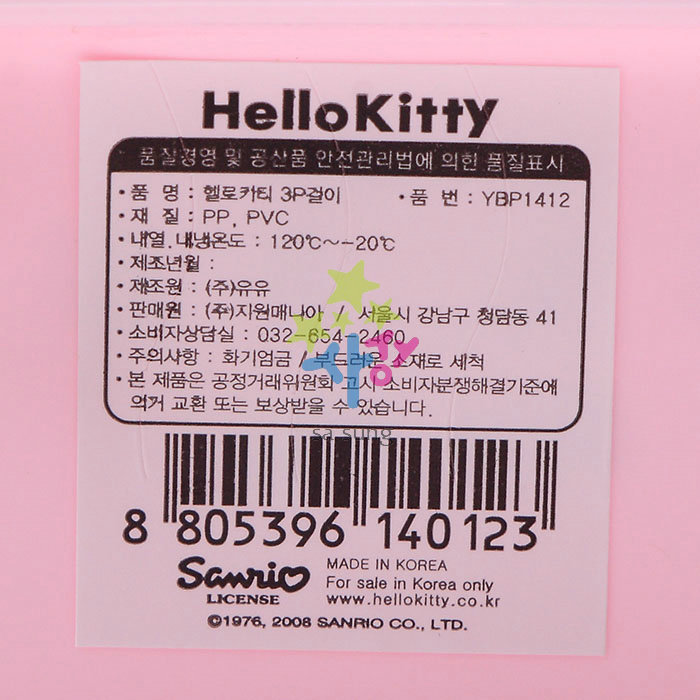 HelloKitty
품질경영 및 공산품 안전관리법에 의한 품질표시
· 품 명 : 헬로카티 3P걸이 · 품 번 : YBP1412
· 재 질 : PP, PVC
· 내열.내냉온도 : 120℃~-20℃
· 제조년월 :
· 제조원 : (주)유유
· 판매원 : (주)지원매니아 / 서울시 강남구 청담동 41
· 소비자상담실 : 032-654-2460
· 주의사항 : 화기엄금 / 부드러운 소재로 세척
· 본 제품은 공정거래위원회 고시 소비자분쟁해결기준에
의거 교환 또는 보상받을 수 있습니다.
사성
sa sung
8 805396 140123
Sanrio
LICENSE
MADE IN KOREA
For sale in Korea only
www.hellokitty.co.kr
©1976, 2008 SANRIO CO., LTD.